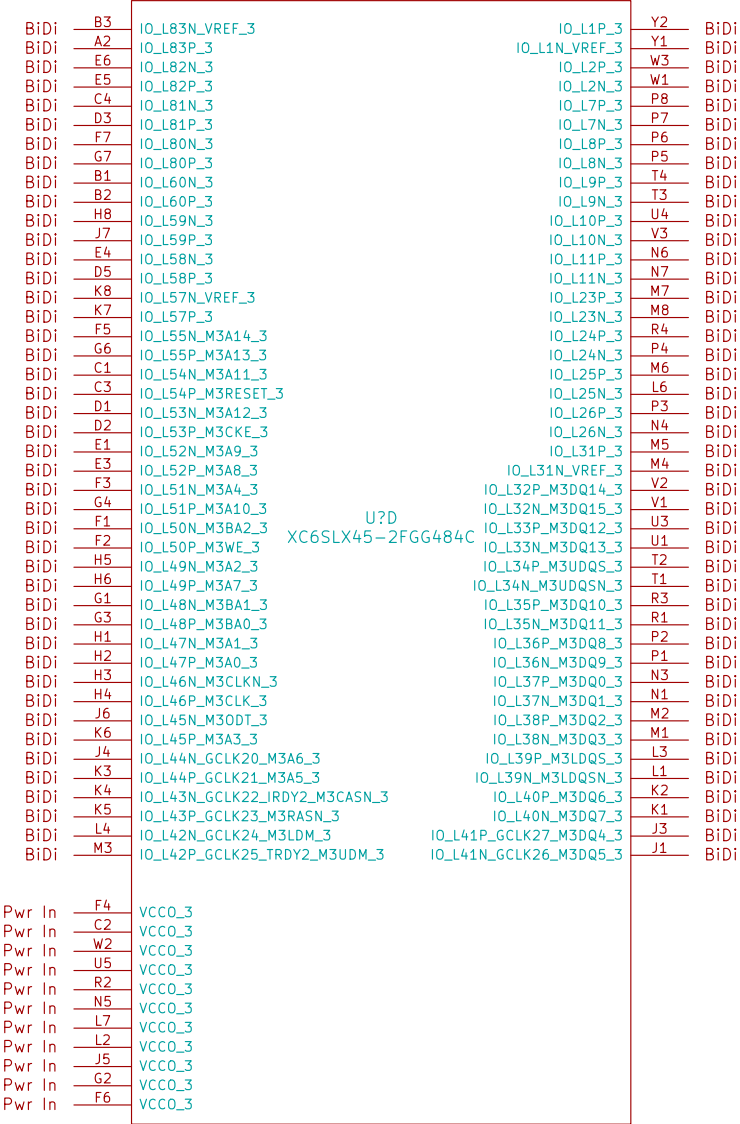 BiDi B3 IO_L83N_VREF_3 IO_L1P_3 Y2 BiDi
BiDi A2 IO_L83P_3 IO_L1N_VREF_3 Y1 BiDi
BiDi E6 IO_L82N_3 IO_L2P_3 W3 BiDi
BiDi E5 IO_L82P_3 IO_L2N_3 W1 BiDi
BiDi C4 IO_L81N_3 IO_L7P_3 P8 BiDi
BiDi D3 IO_L81P_3 IO_L7N_3 P7 BiDi
BiDi F7 IO_L80N_3 IO_L8P_3 P6 BiDi
BiDi G7 IO_L80P_3 IO_L8N_3 P5 BiDi
BiDi B1 IO_L60N_3 IO_L9P_3 T4 BiDi
BiDi B2 IO_L60P_3 IO_L9N_3 T3 BiDi
BiDi H8 IO_L59N_3 IO_L10P_3 U4 BiDi
BiDi J7 IO_L59P_3 IO_L10N_3 V3 BiDi
BiDi E4 IO_L58N_3 IO_L11P_3 N6 BiDi
BiDi D5 IO_L58P_3 IO_L11N_3 N7 BiDi
BiDi K8 IO_L57N_VREF_3 IO_L23P_3 M7 BiDi
BiDi K7 IO_L57P_3 IO_L23N_3 M8 BiDi
BiDi F5 IO_L55N_M3A14_3 IO_L24P_3 R4 BiDi
BiDi G6 IO_L55P_M3A13_3 IO_L24N_3 P4 BiDi
BiDi C1 IO_L54N_M3A11_3 IO_L25P_3 M6 BiDi
BiDi C3 IO_L54P_M3RESET_3 IO_L25N_3 L6 BiDi
BiDi D1 IO_L53N_M3A12_3 IO_L26P_3 P3 BiDi
BiDi D2 IO_L53P_M3CKE_3 IO_L26N_3 N4 BiDi
BiDi E1 IO_L52N_M3A9_3 IO_L31P_3 M5 BiDi
BiDi E3 IO_L52P_M3A8_3 IO_L31N_VREF_3 M4 BiDi
BiDi F3 IO_L51N_M3A4_3 IO_L32P_M3DQ14_3 V2 BiDi
BiDi G4 IO_L51P_M3A10_3 IO_L32N_M3DQ15_3 V1 BiDi
U?D
BiDi F1 IO_L50N_M3BA2_3 IO_L33P_M3DQ12_3 U3 BiDi
XC6SLX45-2FGG484C
BiDi F2 IO_L50P_M3WE_3 IO_L33N_M3DQ13_3 U1 BiDi
BiDi H5 IO_L49N_M3A2_3 IO_L34P_M3UDQS_3 T2 BiDi
BiDi H6 IO_L49P_M3A7_3 IO_L34N_M3UDQSN_3 T1 BiDi
BiDi G1 IO_L48N_M3BA1_3 IO_L35P_M3DQ10_3 R3 BiDi
BiDi G3 IO_L48P_M3BA0_3 IO_L35N_M3DQ11_3 R1 BiDi
BiDi H1 IO_L47N_M3A1_3 IO_L36P_M3DQ8_3 P2 BiDi
BiDi H2 IO_L47P_M3A0_3 IO_L36N_M3DQ9_3 P1 BiDi
BiDi H3 IO_L46N_M3CLKN_3 IO_L37P_M3DQ0_3 N3 BiDi
BiDi H4 IO_L46P_M3CLK_3 IO_L37N_M3DQ1_3 N1 BiDi
BiDi J6 IO_L45N_M3ODT_3 IO_L38P_M3DQ2_3 M2 BiDi
BiDi K6 IO_L45P_M3A3_3 IO_L38N_M3DQ3_3 M1 BiDi
BiDi J4 IO_L44N_GCLK20_M3A6_3 IO_L39P_M3LDQS_3 L3 BiDi
BiDi K3 IO_L44P_GCLK21_M3A5_3 IO_L39N_M3LDQSN_3 L1 BiDi
BiDi K4 IO_L43N_GCLK22_IRDY2_M3CASN_3 IO_L40P_M3DQ6_3 K2 BiDi
BiDi K5 IO_L43P_GCLK23_M3RASN_3 IO_L40N_M3DQ7_3 K1 BiDi
BiDi L4 IO_L42N_GCLK24_M3LDM_3 IO_L41P_GCLK27_M3DQ4_3 J3 BiDi
BiDi M3 IO_L42P_GCLK25_TRDY2_M3UDM_3 IO_L41N_GCLK26_M3DQ5_3 J1 BiDi
Pwr In F4 VCCO_3
Pwr In C2 VCCO_3
Pwr In W2 VCCO_3
Pwr In U5 VCCO_3
Pwr In R2 VCCO_3
Pwr In N5 VCCO_3
Pwr In L7 VCCO_3
Pwr In L2 VCCO_3
Pwr In J5 VCCO_3
Pwr In G2 VCCO_3
Pwr In F6 VCCO_3